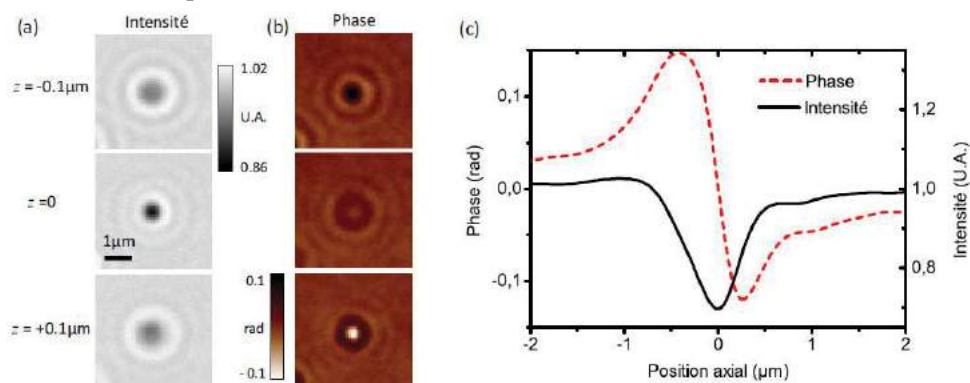 (a)
Intensité
z = -0.1µm
1.02
U.A.
0.86
z =0
1µm
z = +0.1µm
(b)
Phase
0.1
rad
- 0.1
(c)
Phase
Intensité
Phase (rad)
0,1
0,0
-0,1
Intensité (U.A.)
1,2
1,0
0,8
-2
-1
0
1
2
Position axial (µm)